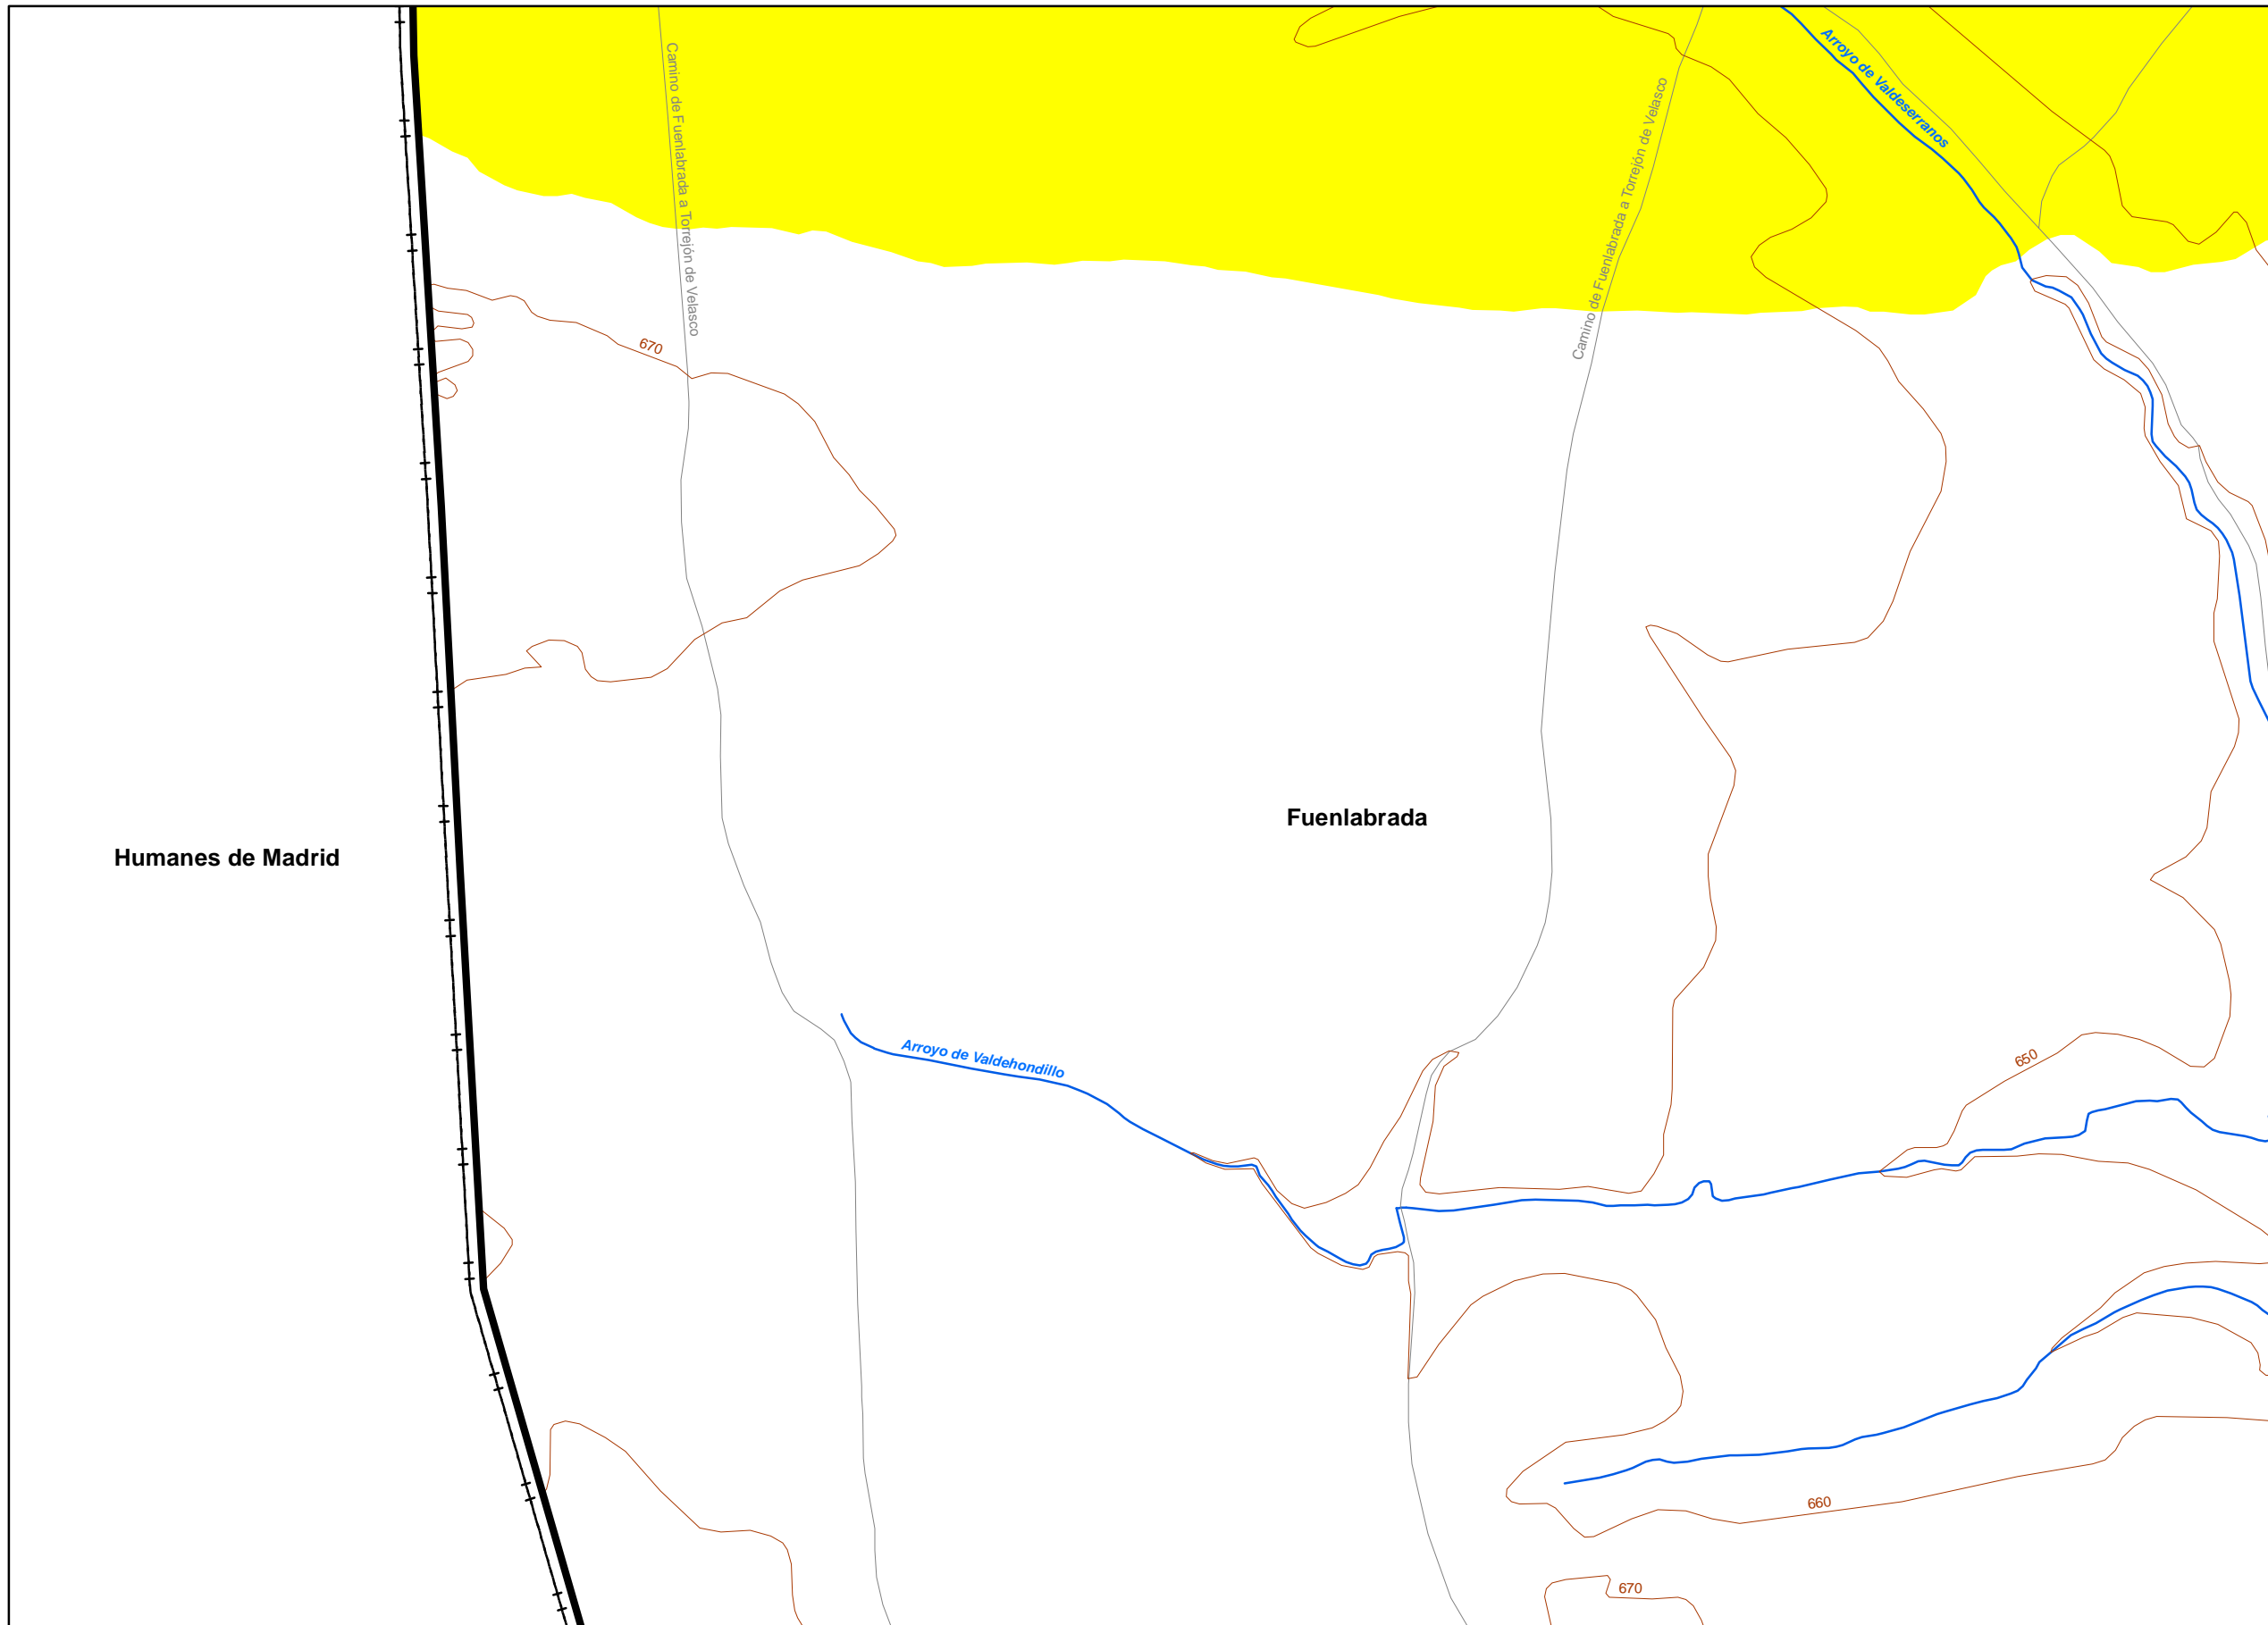 Arroyo de Valdeserranos
Camino de Fuenlabrada a Torrejón de Velasco
Camino de Fuenlabrada a Torrejón de Velasco
670
Fuenlabrada
Humanes de Madrid
Arroyo de Valdehondillo
650
660
670